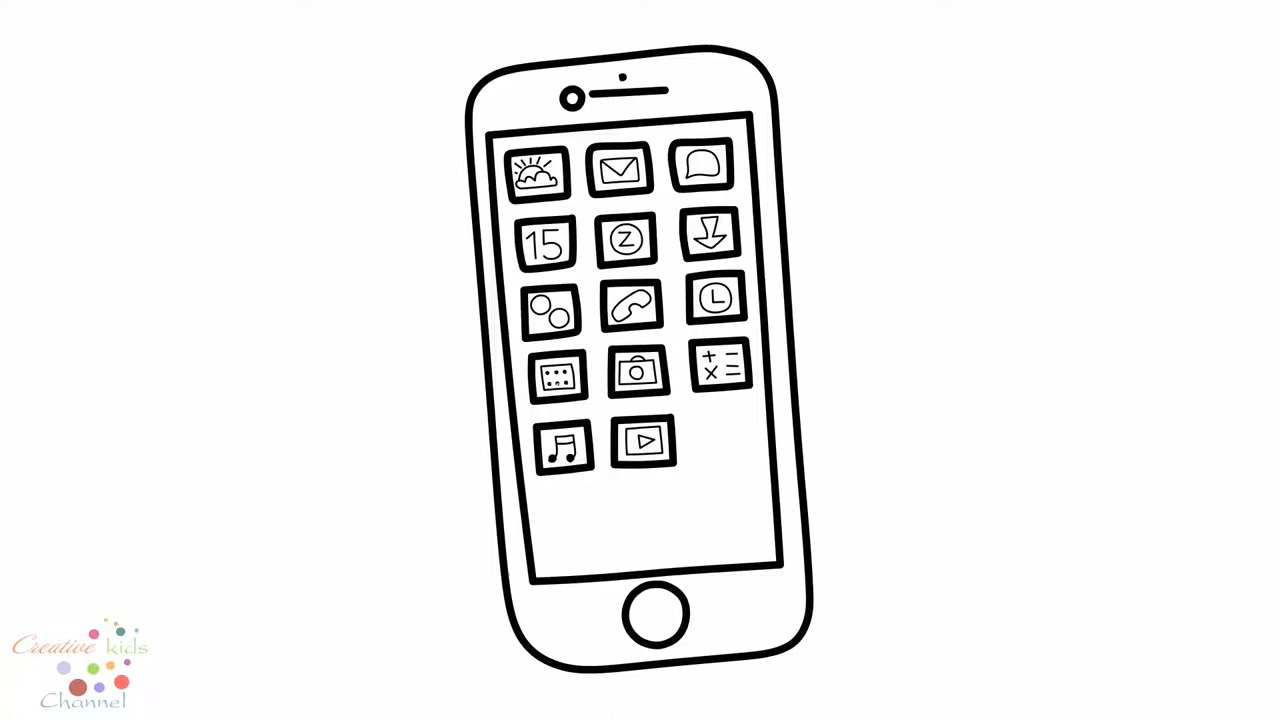 15
Z
+ −
x =
Creative kids
Channel